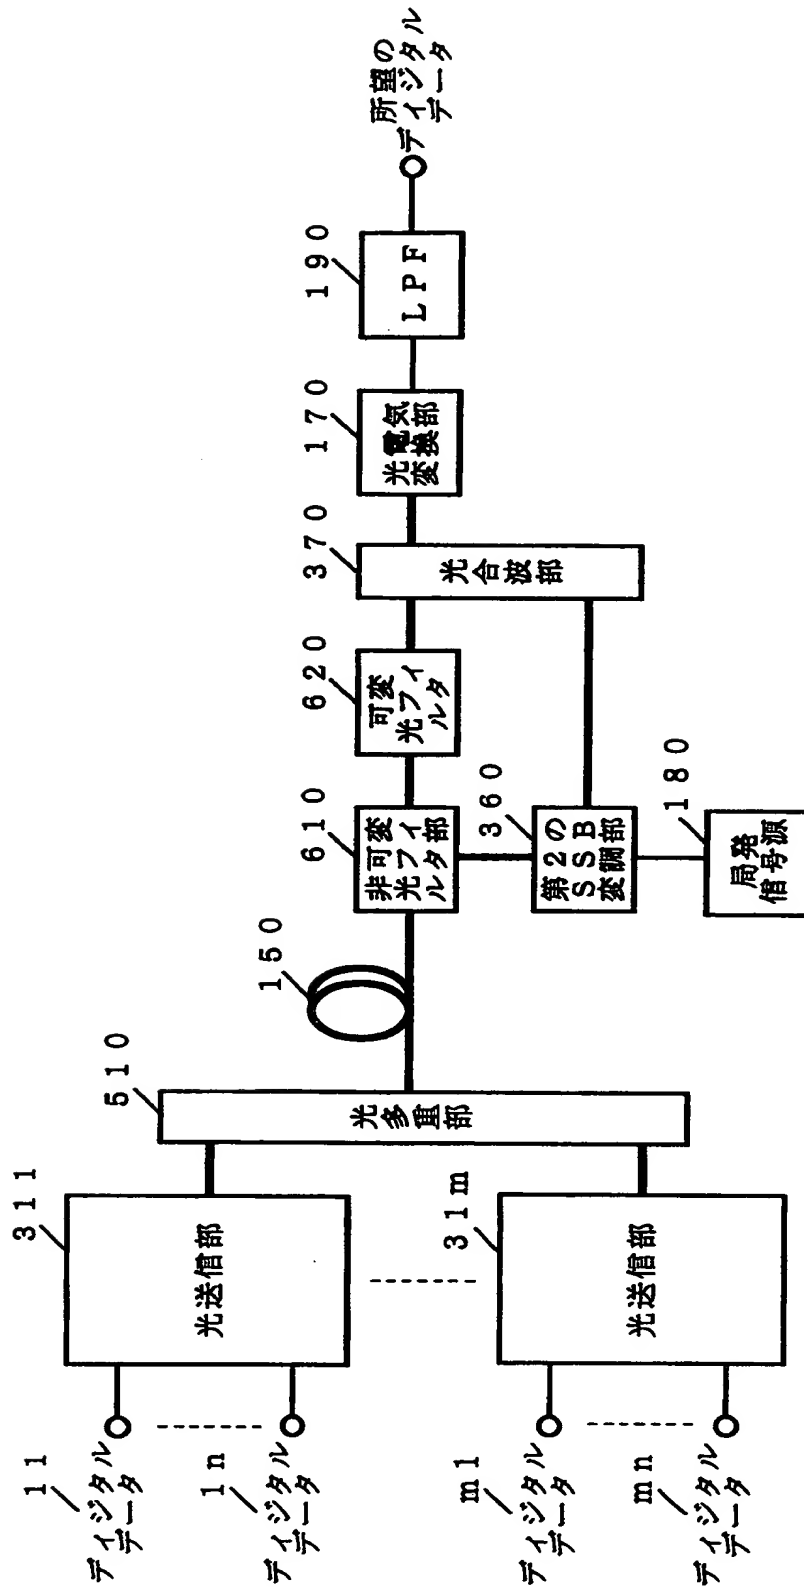 11
ディジタル
データ
1n
ディジタル
データ
m1
ディジタル
データ
mn
ディジタル
データ
311
光送信部
31m
光送信部
510
光多重部
150
610
非可変
光フィ
ルタ部
620
可変
光フィ
ルタ
360
第2の
SSB
変調部
180
局発
信号源
370
光合波部
170
光電気
変換部
190
LPF
所望の
ディジタル
データ